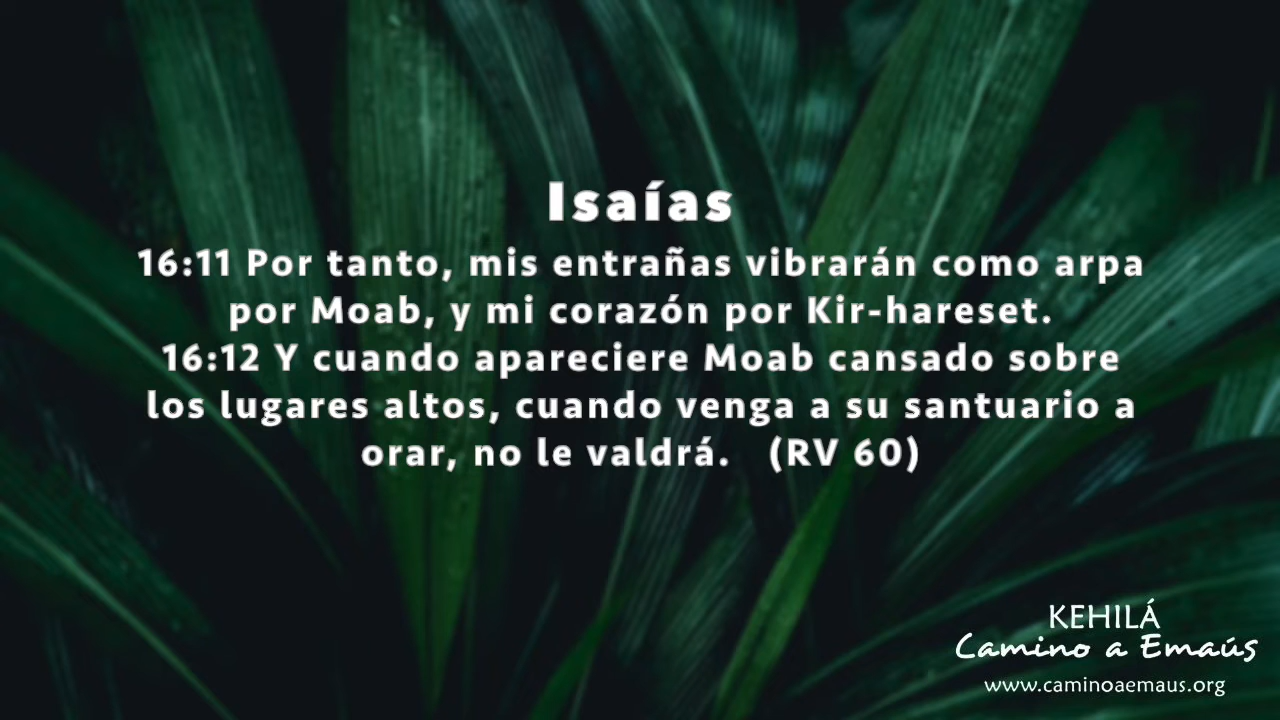 Isaías
16:11 Por tanto, mis entrañas vibrarán como arpa
por Moab, y mi corazón por Kir-hareset.
16:12 Y cuando apareciere Moab cansado sobre
los lugares altos, cuando venga a su santuario a
orar, no le valdrá.   (RV 60)
KEHILÁ
Camino a Emaús
www.caminoaemaus.org